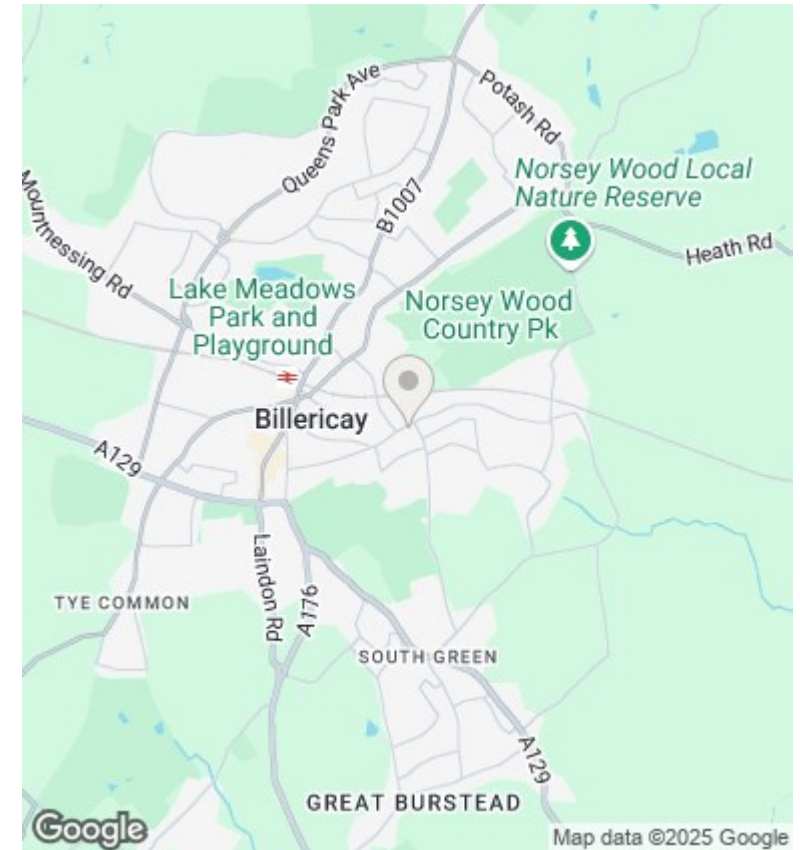 Queens Park Ave
Potash Rd
Norsey Wood Local
Nature Reserve
Mountnessing Rd
B1007
Heath Rd
Lake Meadows
Park and
Playground
Norsey Wood
Country Pk
Billericay
A129
Laindon Rd
A176
TYE COMMON
SOUTH GREEN
A129
GREAT BURSTEAD
Google
Map data ©2025 Google